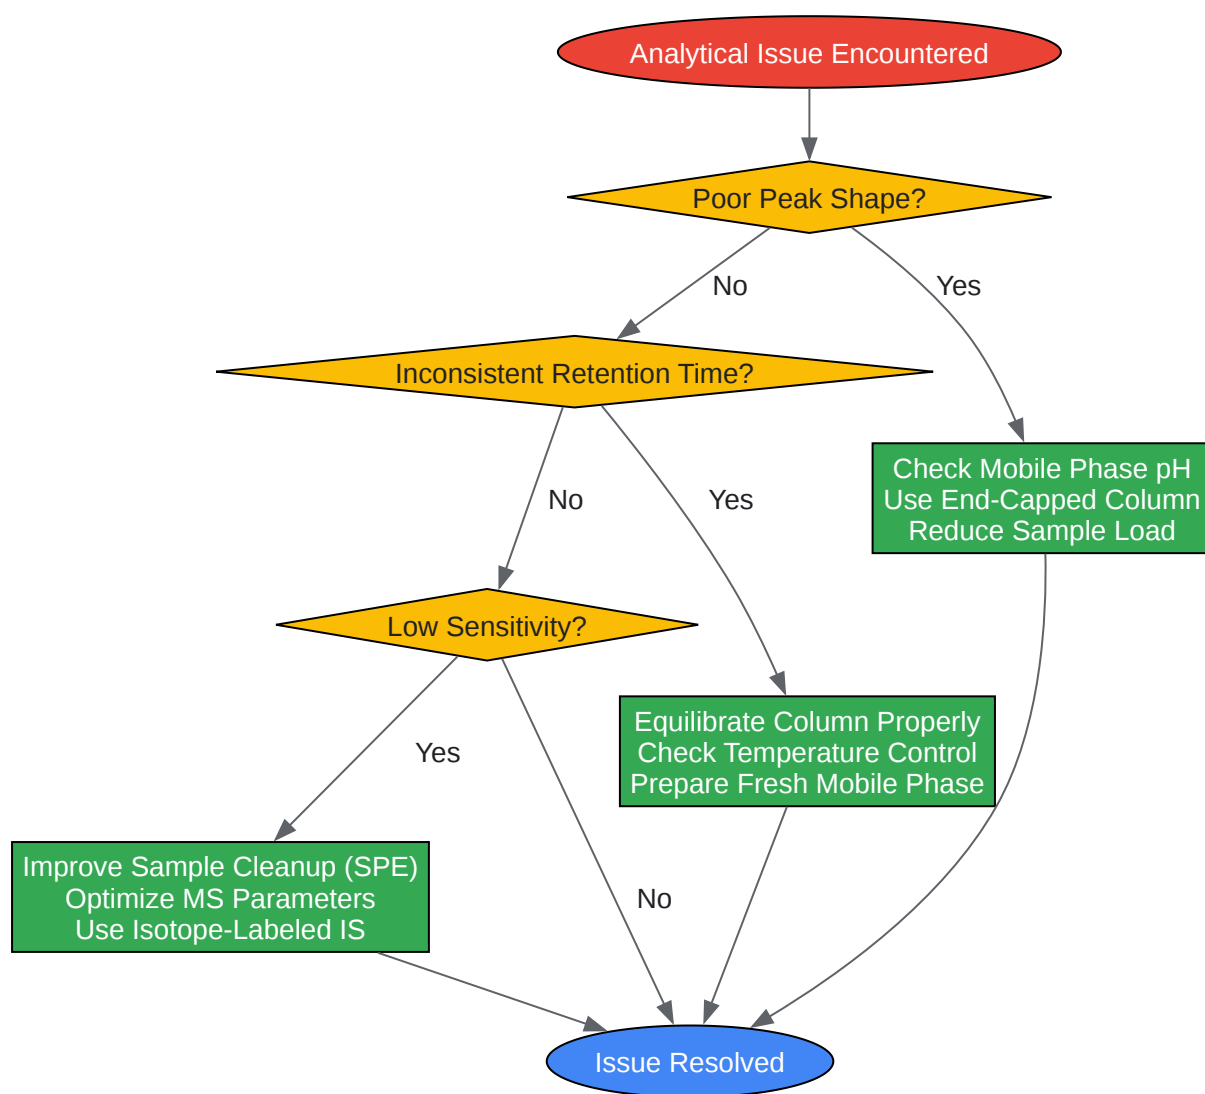 Analytical Issue Encountered
Poor Peak Shape?
No
Yes
Inconsistent Retention Time?
Check Mobile Phase pH
Use End-Capped Column
Reduce Sample Load
No
Yes
Low Sensitivity?
Equilibrate Column Properly
Check Temperature Control
Prepare Fresh Mobile Phase
Yes
Improve Sample Cleanup (SPE)
Optimize MS Parameters
Use Isotope-Labeled IS
No
Issue Resolved